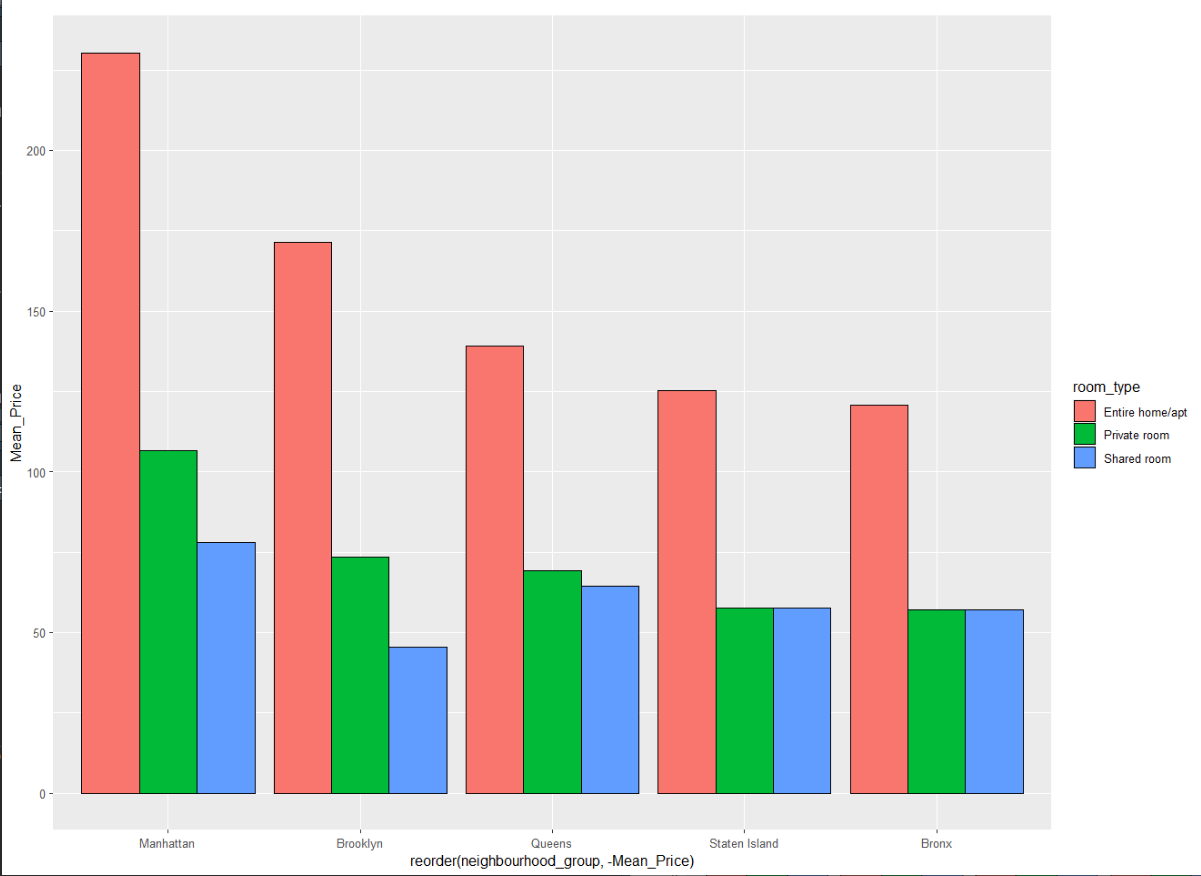 200
150
100
50
0
Mean_Price
Manhattan
Brooklyn
Queens
Staten Island
Bronx
reorder(neighbourhood_group, -Mean_Price)
room_type
Entire home/apt
Private room
Shared room